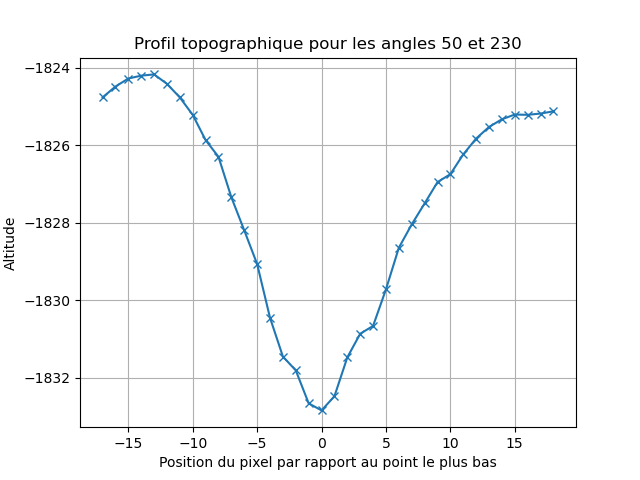 Profil topographique pour les angles 50 et 230
−1824
−1826
−1828
−1830
−1832
Altitude
−15 −10 −5 0 5 10 15
Position du pixel par rapport au point le plus bas